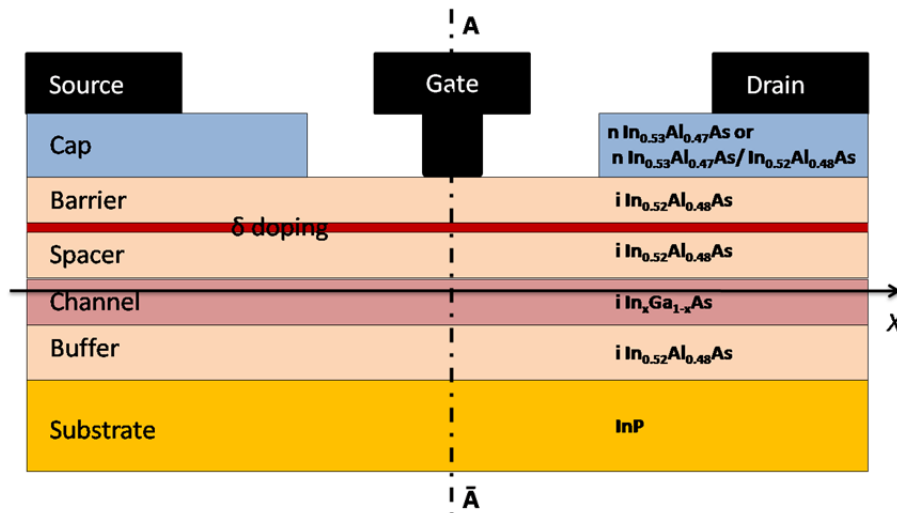 A
Source
Gate
Drain
Cap
n In₀.₅₃Al₀.₄₇As or
n In₀.₅₃Al₀.₄₇As/ In₀.₅₂Al₀.₄₈As
Barrier
i In₀.₅₂Al₀.₄₈As
δ doping
Spacer
i In₀.₅₂Al₀.₄₈As
Channel
i InₓGa₁₋ₓAs
X
Buffer
i In₀.₅₂Al₀.₄₈As
Substrate
InP
Ā